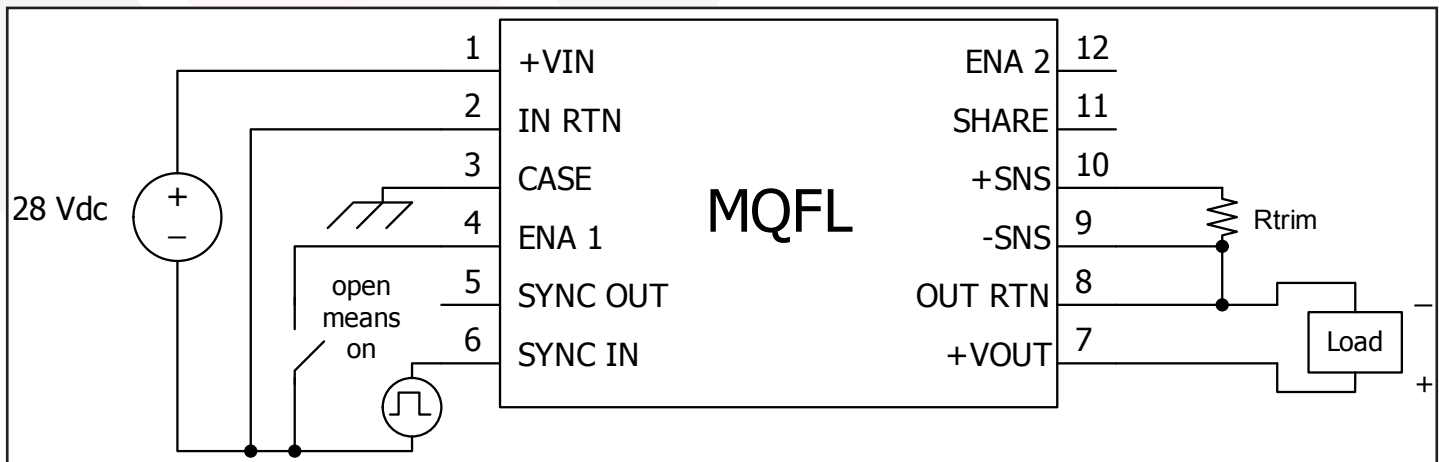 28 Vdc
+
–
1
2
3
4
5
6
open
means
on
+VIN
IN RTN
CASE
ENA 1
SYNC OUT
SYNC IN
MQFL
ENA 2
SHARE
+SNS
-SNS
OUT RTN
+VOUT
12
11
10
9
8
7
Rtrim
–
Load
+